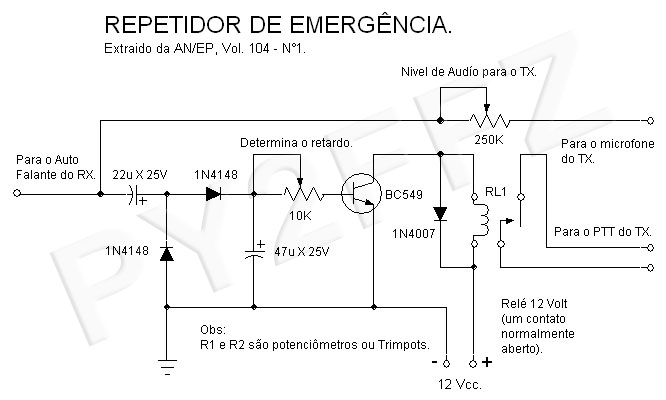 REPETIDOR DE EMERGÊNCIA.
Extraido da AN/EP, Vol. 104 - N°1.
Nivel de Audío para o TX.
250K
Para o microfone
do TX.
Determina o retardo.
Para o Auto
Falante do RX.
22u X 25V
+
1N4148
10K
BC549
RL1
1N4007
Para o PTT do TX.
1N4148
+
47u X 25V
Relé 12 Volt
(um contato
normalmente
aberto).
Obs:
R1 e R2 são potenciômetros ou Trimpots.
- +
12 Vcc.
PY2FFZ